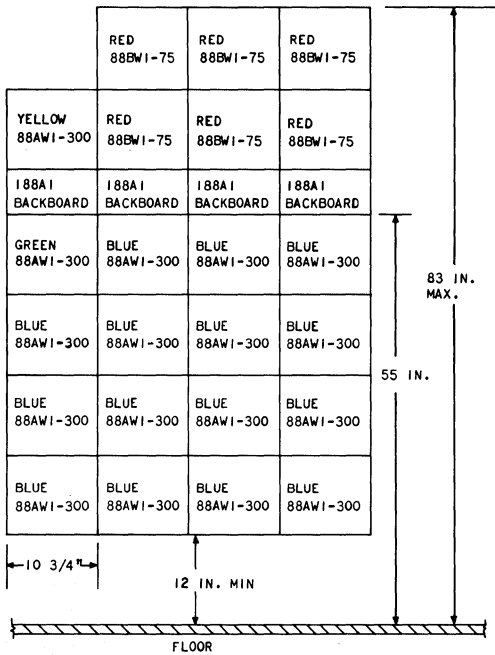 RED RED RED
88BW1-75 88BW1-75 88BW1-75
YELLOW RED RED RED
88AW1-300 88BW1-75 88BW1-75 88BW1-75
188A1 188A1 188A1 188A1
BACKBOARD BACKBOARD BACKBOARD BACKBOARD
GREEN BLUE BLUE BLUE
88AW1-300 88AW1-300 88AW1-300 88AW1-300
83 IN.
MAX.
BLUE BLUE BLUE BLUE
88AW1-300 88AW1-300 88AW1-300 88AW1-300
55 IN.
BLUE BLUE BLUE BLUE
88AW1-300 88AW1-300 88AW1-300 88AW1-300
BLUE BLUE BLUE BLUE
88AW1-300 88AW1-300 88AW1-300 88AW1-300
10 3/4"
12 IN. MIN
FLOOR